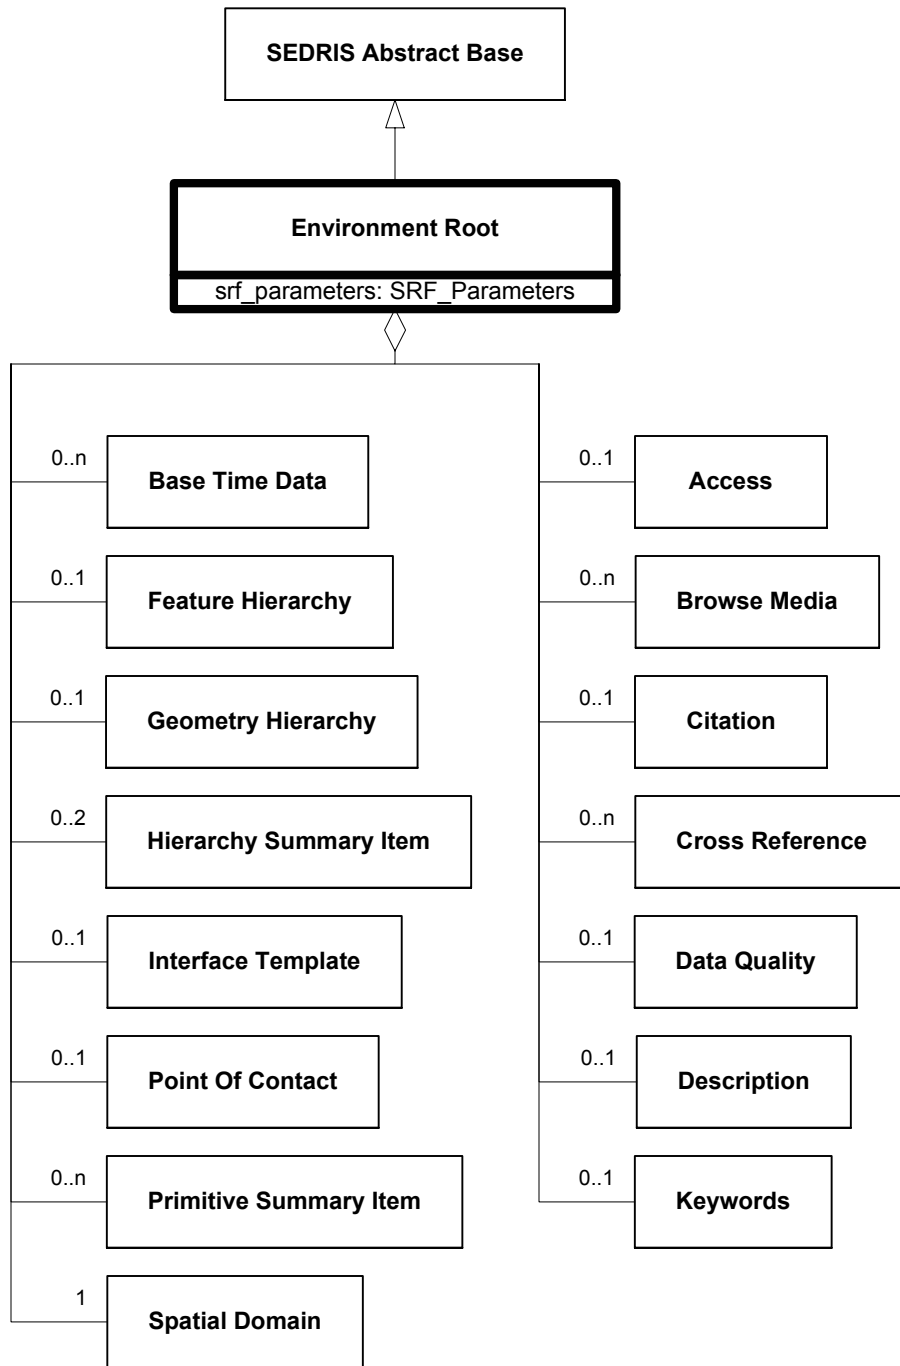 SEDRIS Abstract Base
Environment Root
srf_parameters: SRF_Parameters
0..n
Base Time Data
0..1
Feature Hierarchy
0..1
Geometry Hierarchy
0..2
Hierarchy Summary Item
0..1
Interface Template
0..1
Point Of Contact
0..n
Primitive Summary Item
1
Spatial Domain
0..1
Access
0..n
Browse Media
0..1
Citation
0..n
Cross Reference
0..1
Data Quality
0..1
Description
0..1
Keywords